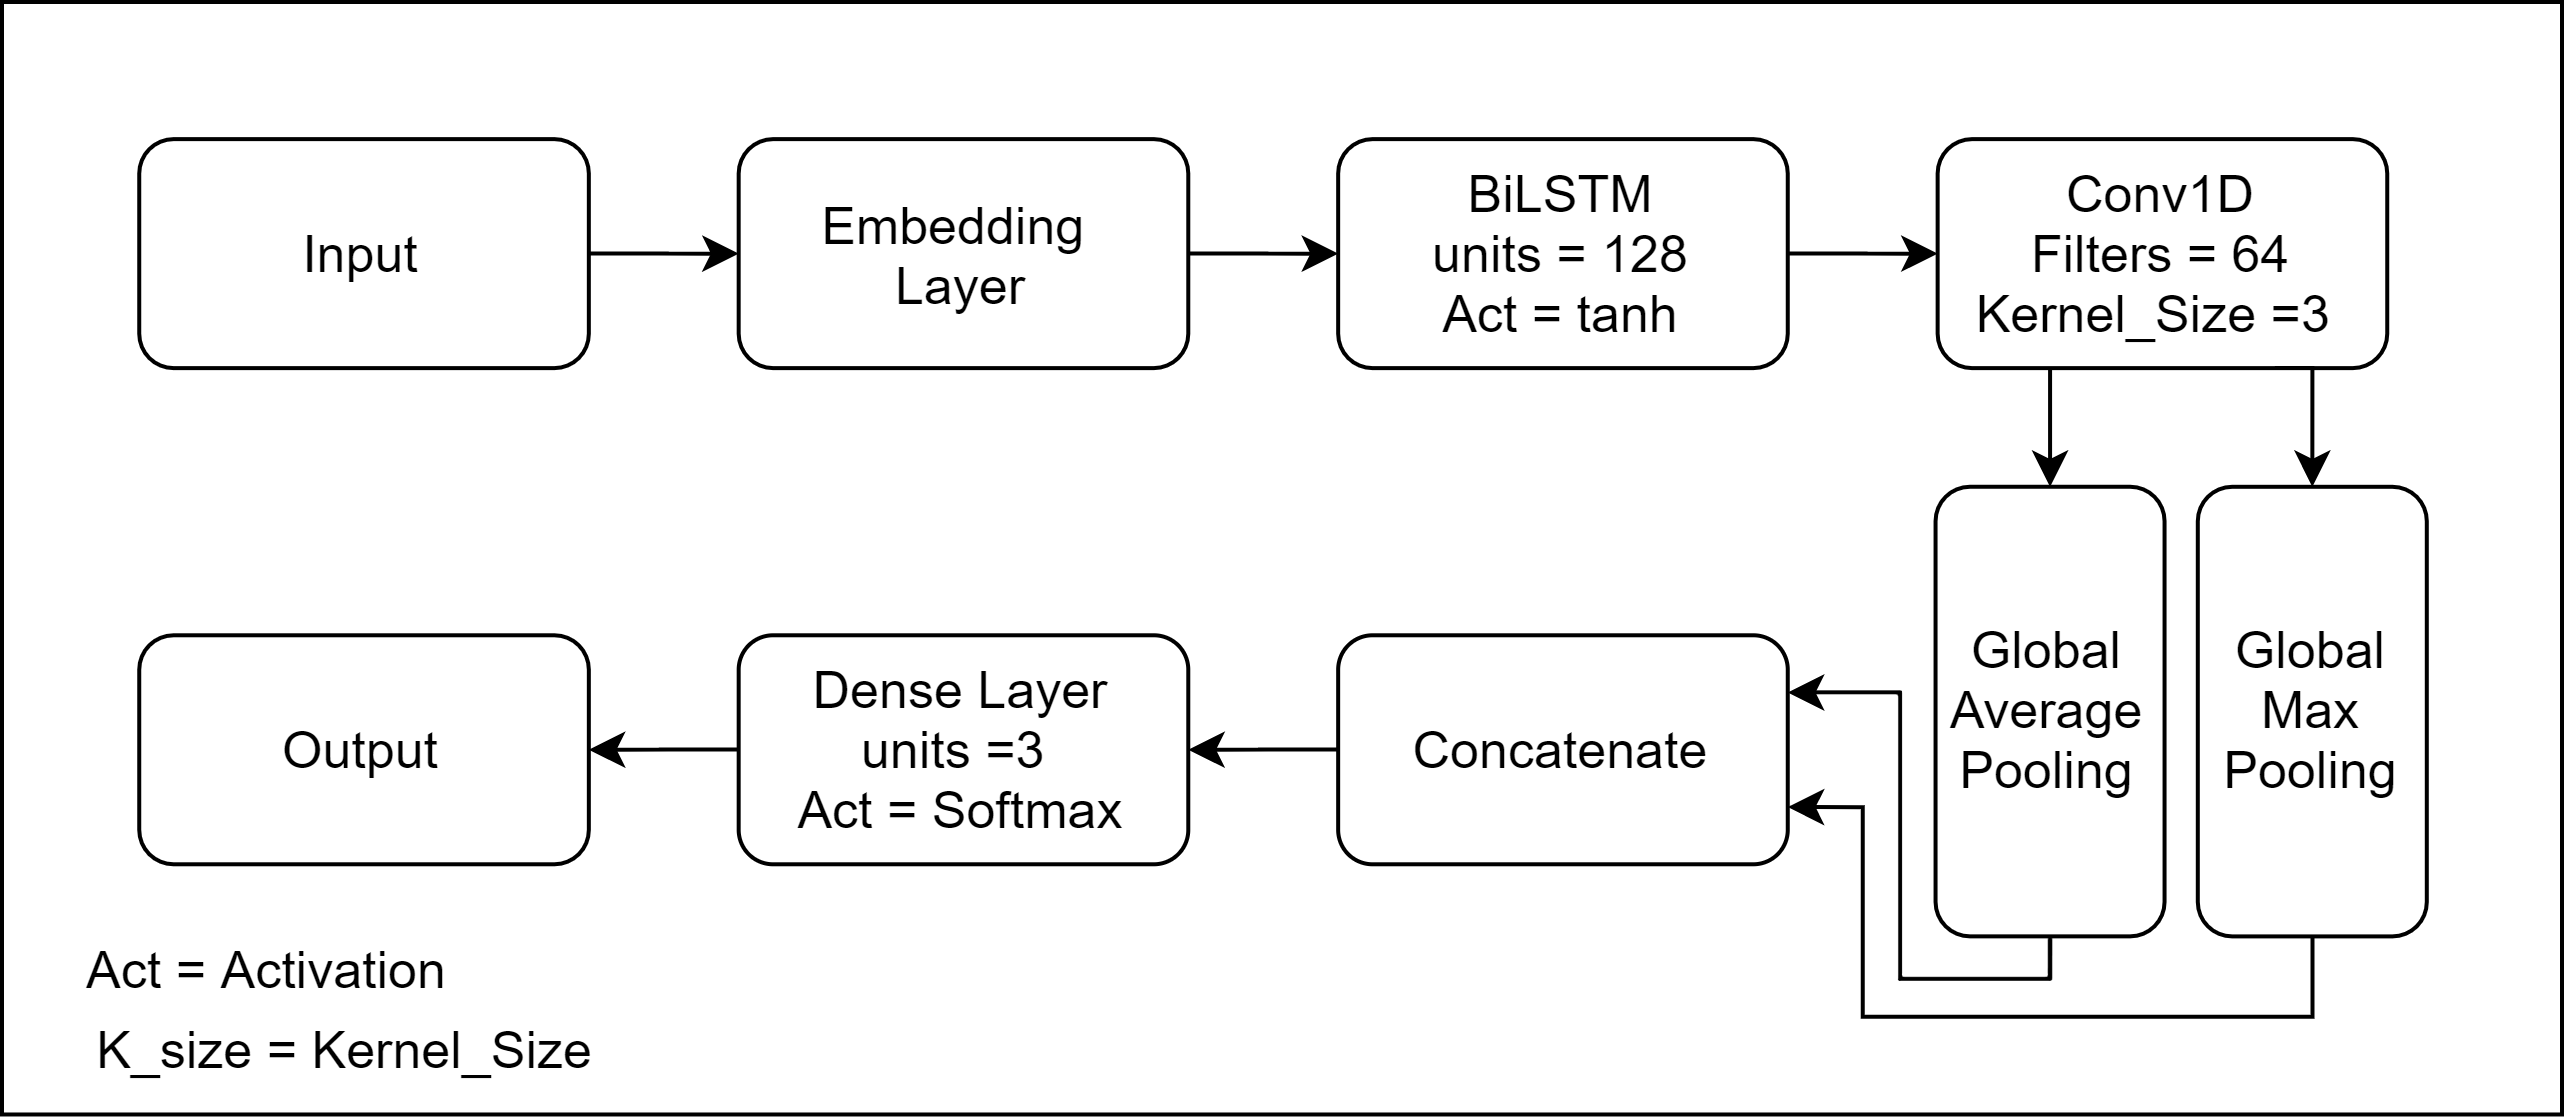 Input
Embedding
Layer
BiLSTM
units = 128
Act = tanh
Conv1D
Filters = 64
Kernel_Size =3
Global
Average
Pooling
Global
Max
Pooling
Concatenate
Dense Layer
units =3
Act = Softmax
Output
Act = Activation
K_size = Kernel_Size